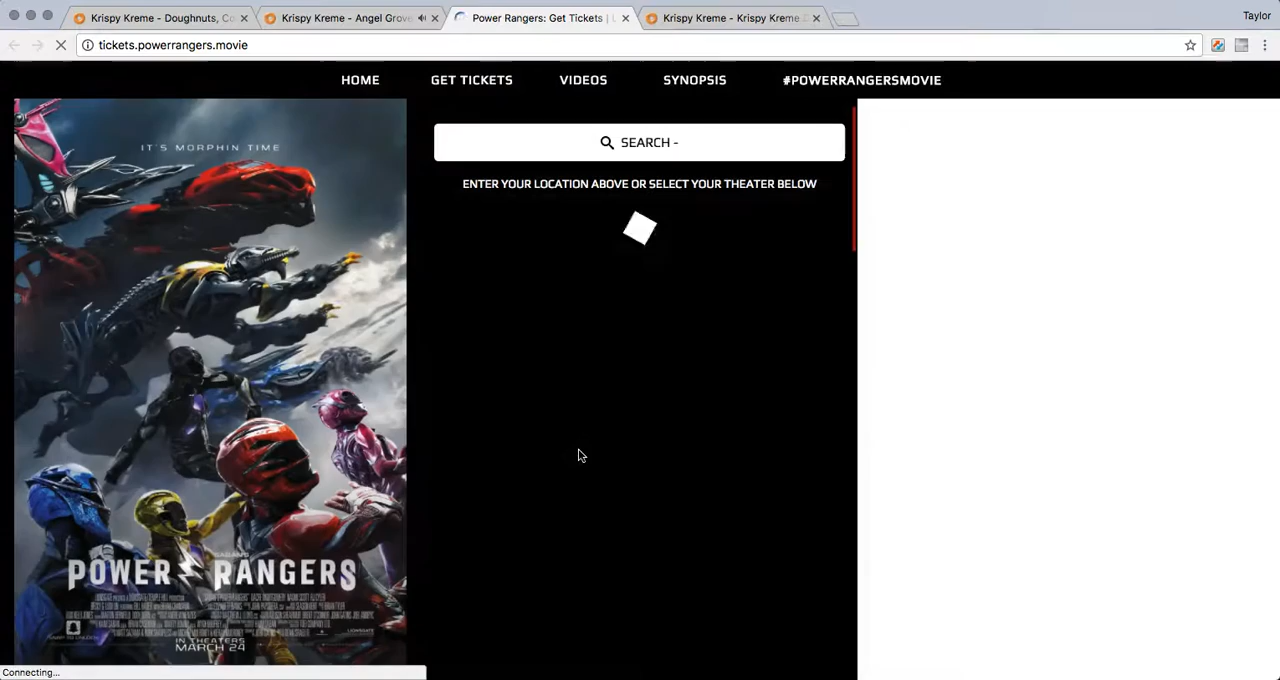 Krispy Kreme - Doughnuts, Co
Krispy Kreme - Angel Grove
Power Rangers: Get Tickets | L
Krispy Kreme - Krispy Kreme
Taylor
tickets.powerrangers.movie
HOME
GET TICKETS
VIDEOS
SYNOPSIS
#POWERRANGERSMOVIE
IT'S MORPHIN TIME
SEARCH -
ENTER YOUR LOCATION ABOVE OR SELECT YOUR THEATER BELOW
SABAN'S
POWER RANGERS
IN THEATERS
MARCH 24
LIONSGATE
Connecting...